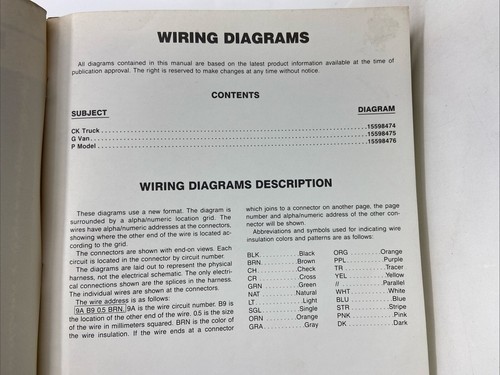 WIRING DIAGRAMS
All diagrams contained in this manual are based on the latest product information available at the time of
publication approval. The right is reserved to make changes at any time without notice.
CONTENTS
SUBJECT DIAGRAM
CK Truck 15598474
G Van 15598475
P Model 15598476
WIRING DIAGRAMS DESCRIPTION
These diagrams use a new format. The diagram is
surrounded by a alpha/numeric location grid. The
wires have alpha/numeric addresses at the connectors,
showing where the other end of the wire is located ac-
cording to the grid.
The connectors are shown with end-on views. Each
circuit is located in the connector by circuit number.
The diagrams are laid out to represent the physical
harness, not the electrical schematic. The only electri-
cal connections shown are the splices in the harness.
The individual wires are shown at the connectors.
The wire address is as follows:
9A B9 0.5 BRN. 9A is the wire circuit number. B9 is
the location of the other end of the wire. 0.5 is the size
of the wire in millimeters squared. BRN is the color of
the wire insulation. If the wire ends at a connector
which joins to a connector on another page, the page
number and alpha/numeric address of the other con-
nector will be shown.
Abbreviations and symbols used for indicating wire
insulation colors and patterns are as follows:
BLK Black
BRN Brown
CH Check
CR Cross
GRN Green
NAT Natural
LT Light
SGL Single
ORN Orange
GRA Gray
ORG Orange
PPL Purple
TR Tracer
YEL Yellow
// Parallel
WHT White
BLU Blue
STR Stripe
PNK Pink
DK Dark